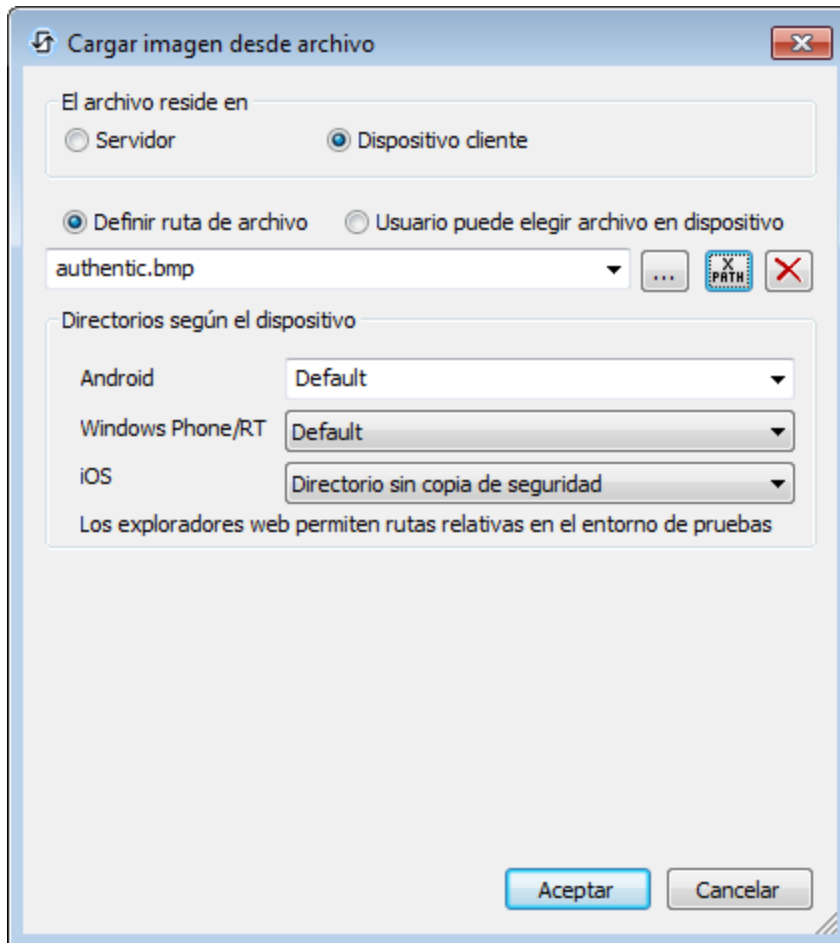 Cargar imagen desde archivo
El archivo reside en
Servidor
Dispositivo cliente
Definir ruta de archivo
Usuario puede elegir archivo en dispositivo
authentic.bmp
...
X
PATH
Directorios según el dispositivo
Android
Default
Windows Phone/RT
Default
iOS
Directorio sin copia de seguridad
Los exploradores web permiten rutas relativas en el entorno de pruebas
Aceptar
Cancelar